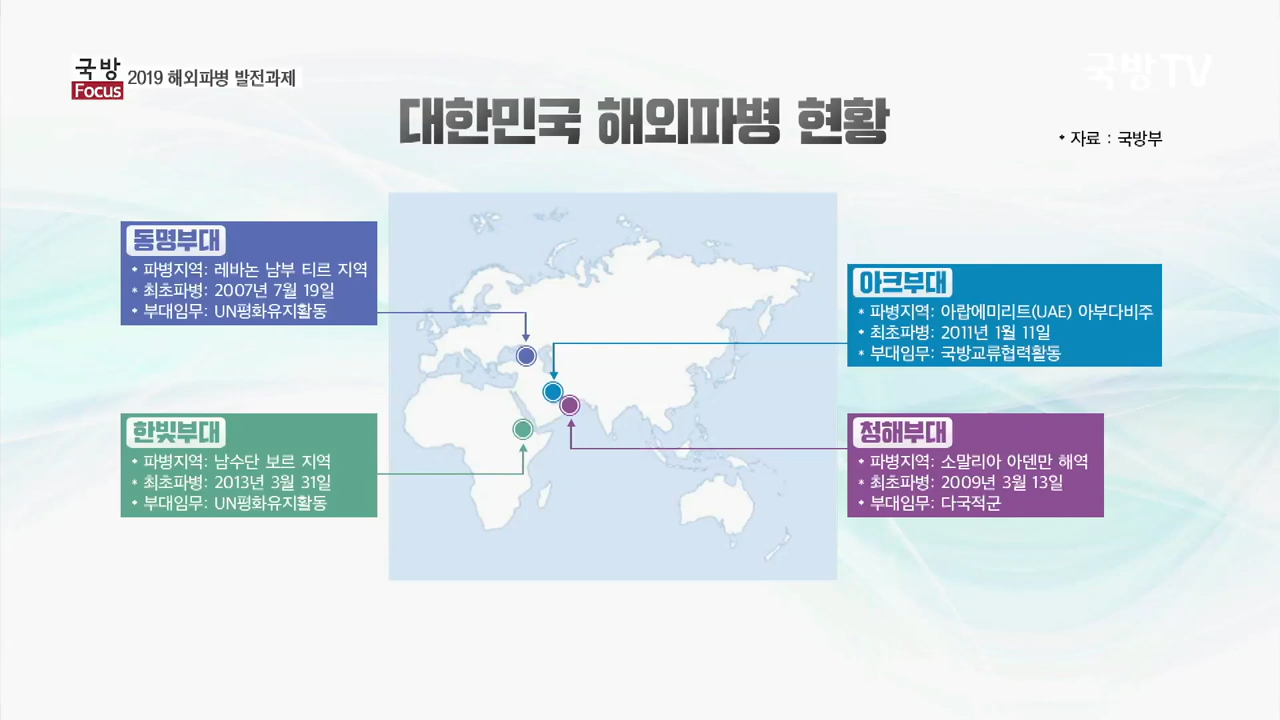 국방
Focus
2019 해외파병 발전과제
국방TV
대한민국 해외파병 현황
* 자료 : 국방부
동명부대
* 파병지역: 레바논 남부 티르 지역
* 최초파병: 2007년 7월 19일
* 부대임무: UN평화유지활동
아크부대
* 파병지역: 아랍에미리트(UAE) 아부다비주
* 최초파병: 2011년 1월 11일
* 부대임무: 국방교류협력활동
한빛부대
* 파병지역: 남수단 보르 지역
* 최초파병: 2013년 3월 31일
* 부대임무: UN평화유지활동
청해부대
* 파병지역: 소말리아 아덴만 해역
* 최초파병: 2009년 3월 13일
* 부대임무: 다국적군